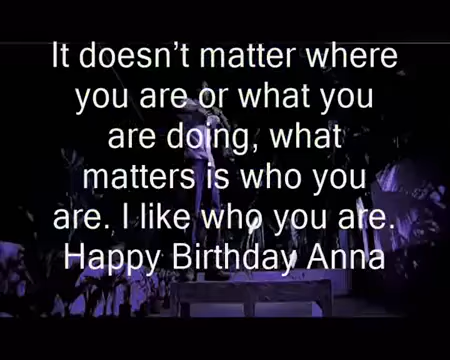 It doesn’t matter where
you are or what you
are doing, what
matters is who you
are. I like who you are.
Happy Birthday Anna